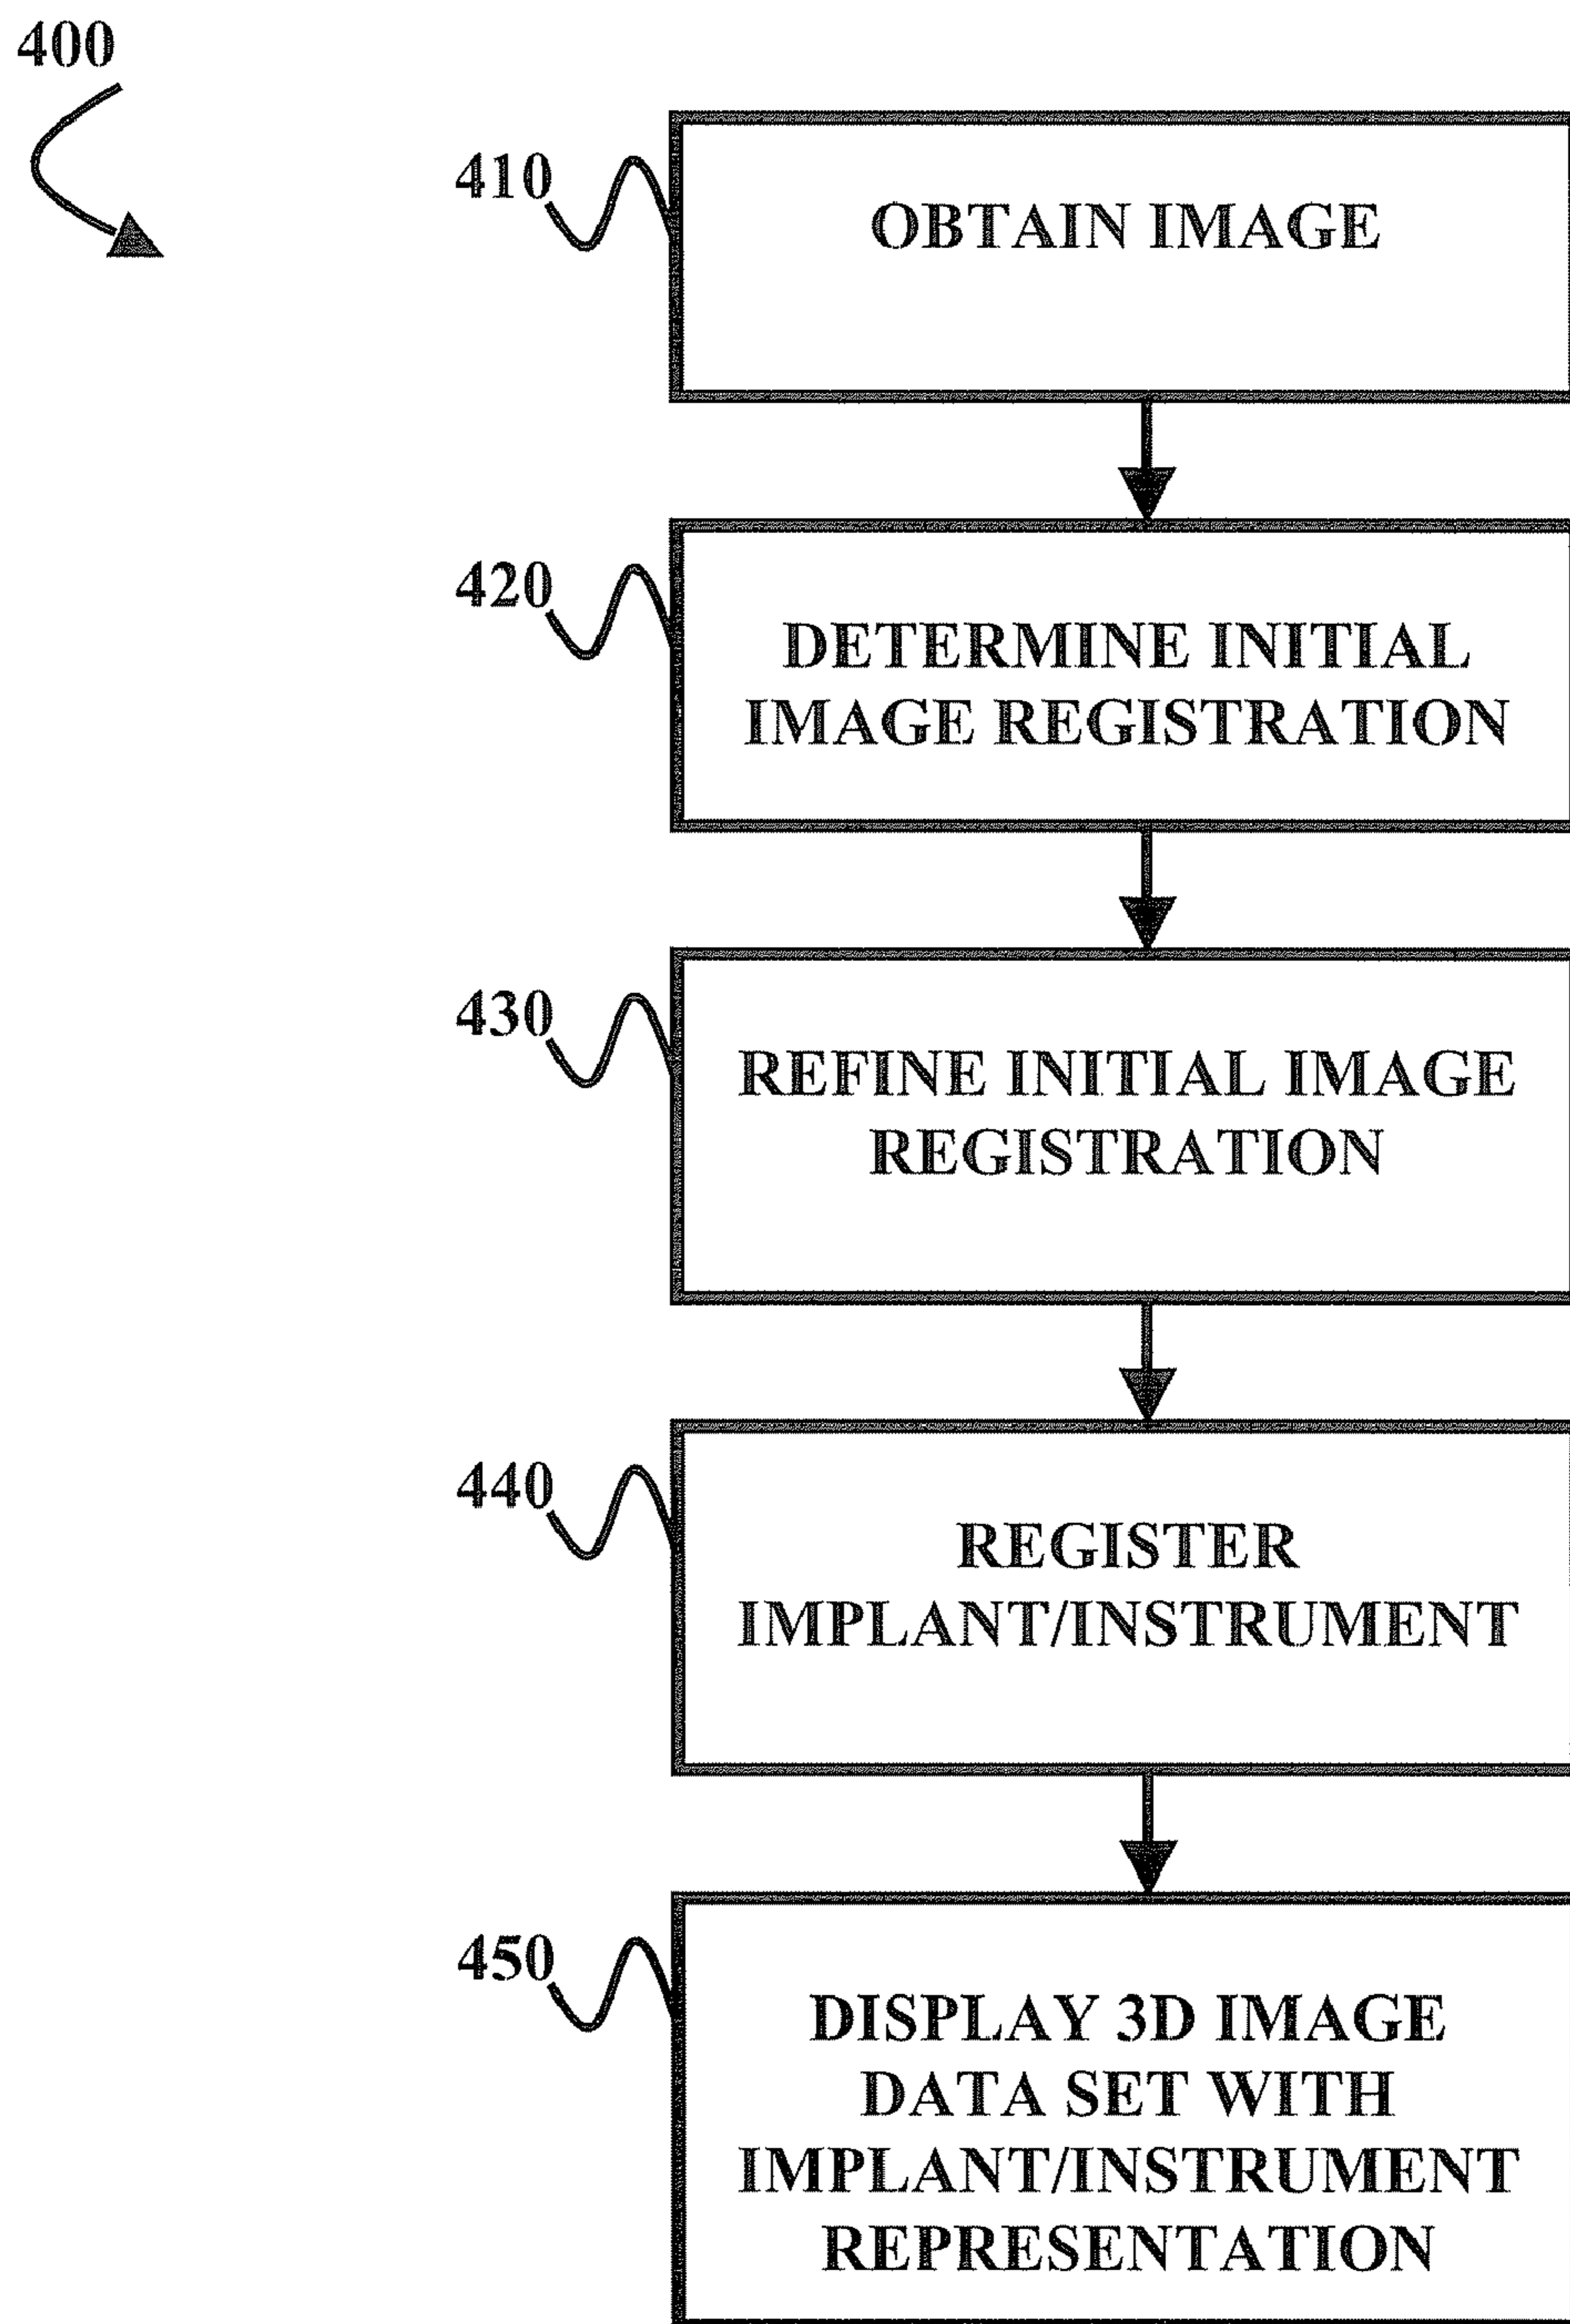 400
410
OBTAIN IMAGE
420
DETERMINE INITIAL
IMAGE REGISTRATION
430
REFINE INITIAL IMAGE
REGISTRATION
440
REGISTER
IMPLANT/INSTRUMENT
450
DISPLAY 3D IMAGE
DATA SET WITH
IMPLANT/INSTRUMENT
REPRESENTATION